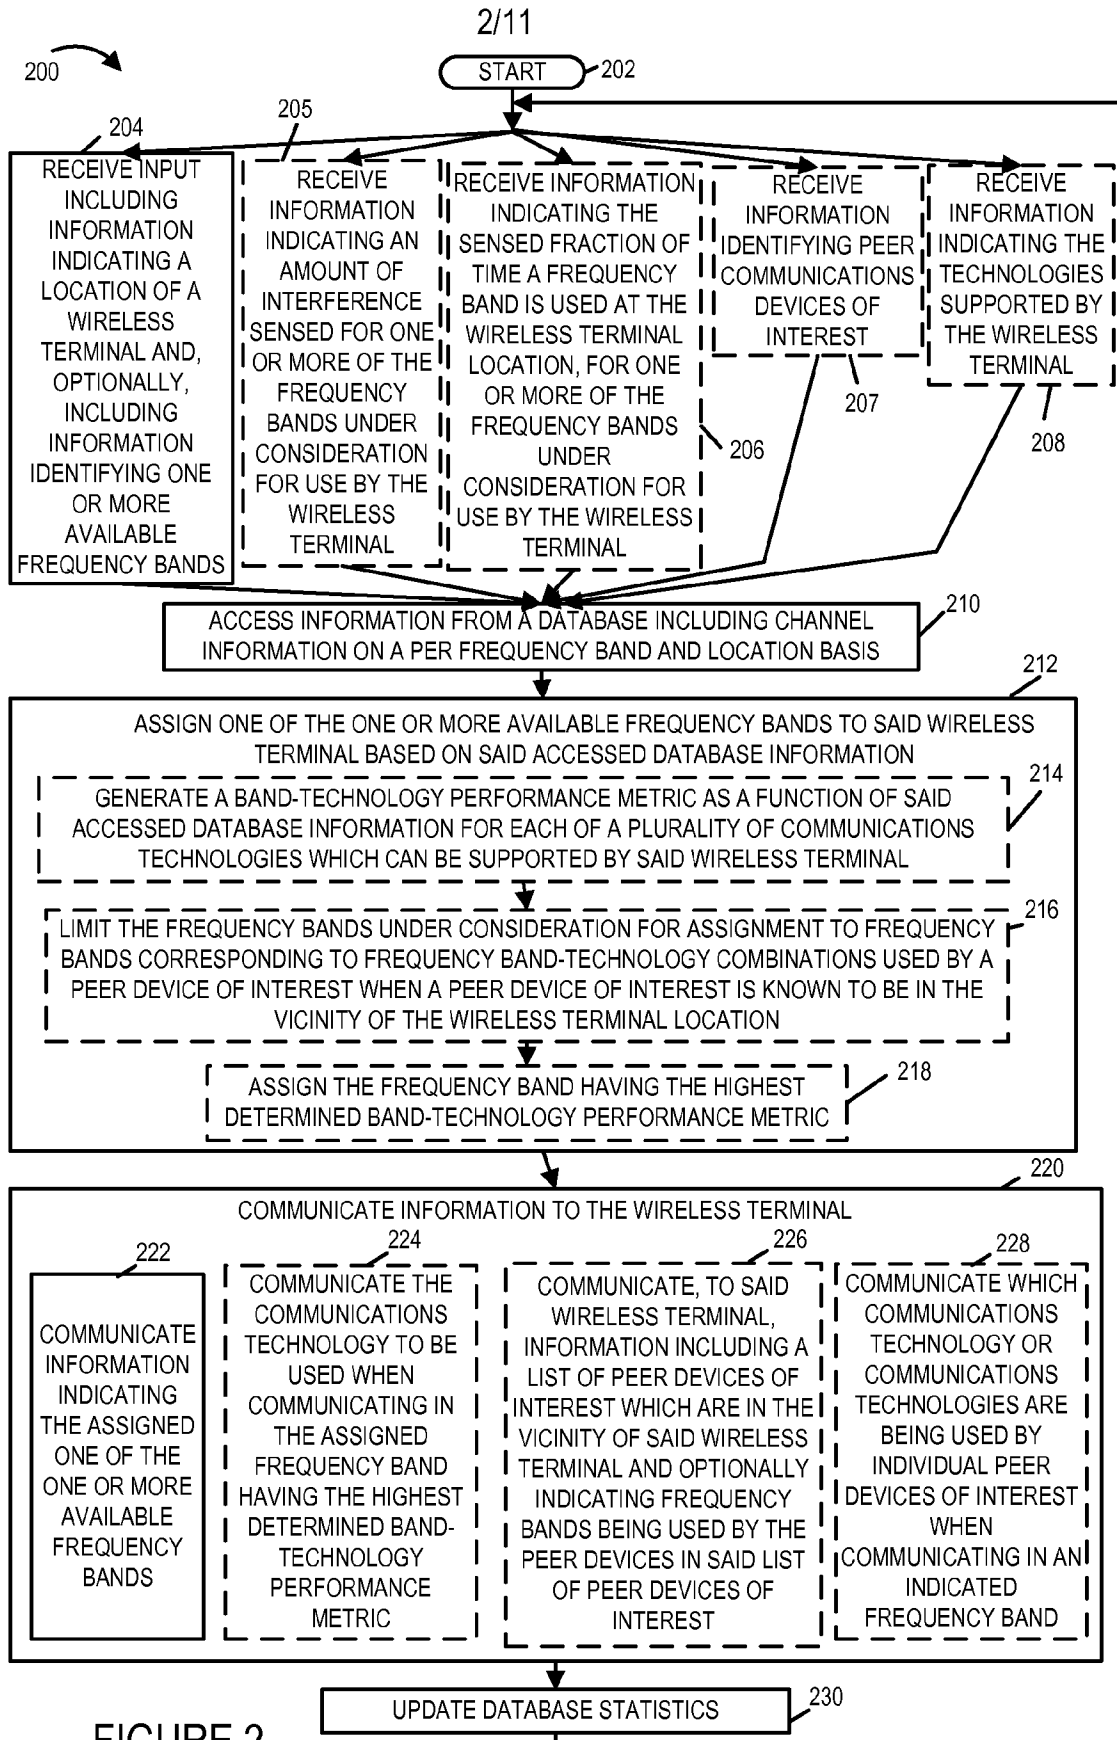 2/11
200
START
202
204
RECEIVE INPUT
INCLUDING
INFORMATION
INDICATING A
LOCATION OF A
WIRELESS
TERMINAL AND,
OPTIONALLY,
INCLUDING
INFORMATION
IDENTIFYING ONE
OR MORE
AVAILABLE
FREQUENCY BANDS
205
RECEIVE
INFORMATION
INDICATING AN
AMOUNT OF
INTERFERENCE
SENSED FOR ONE
OR MORE OF THE
FREQUENCY
BANDS UNDER
CONSIDERATION
FOR USE BY THE
WIRELESS
TERMINAL
RECEIVE INFORMATION
INDICATING THE
SENSED FRACTION OF
TIME A FREQUENCY
BAND IS USED AT THE
WIRELESS TERMINAL
LOCATION, FOR ONE
OR MORE OF THE
FREQUENCY BANDS
UNDER
CONSIDERATION FOR
USE BY THE WIRELESS
TERMINAL
206
RECEIVE
INFORMATION
IDENTIFYING PEER
COMMUNICATIONS
DEVICES OF
INTEREST
207
RECEIVE
INFORMATION
INDICATING THE
TECHNOLOGIES
SUPPORTED BY
THE WIRELESS
TERMINAL
208
ACCESS INFORMATION FROM A DATABASE INCLUDING CHANNEL
INFORMATION ON A PER FREQUENCY BAND AND LOCATION BASIS
210
212
ASSIGN ONE OF THE ONE OR MORE AVAILABLE FREQUENCY BANDS TO SAID WIRELESS
TERMINAL BASED ON SAID ACCESSED DATABASE INFORMATION
214
GENERATE A BAND-TECHNOLOGY PERFORMANCE METRIC AS A FUNCTION OF SAID
ACCESSED DATABASE INFORMATION FOR EACH OF A PLURALITY OF COMMUNICATIONS
TECHNOLOGIES WHICH CAN BE SUPPORTED BY SAID WIRELESS TERMINAL
216
LIMIT THE FREQUENCY BANDS UNDER CONSIDERATION FOR ASSIGNMENT TO FREQUENCY
BANDS CORRESPONDING TO FREQUENCY BAND-TECHNOLOGY COMBINATIONS USED BY A
PEER DEVICE OF INTEREST WHEN A PEER DEVICE OF INTEREST IS KNOWN TO BE IN THE
VICINITY OF THE WIRELESS TERMINAL LOCATION
218
ASSIGN THE FREQUENCY BAND HAVING THE HIGHEST
DETERMINED BAND-TECHNOLOGY PERFORMANCE METRIC
220
COMMUNICATE INFORMATION TO THE WIRELESS TERMINAL
222
COMMUNICATE
INFORMATION
INDICATING
THE ASSIGNED
ONE OF THE
ONE OR MORE
AVAILABLE
FREQUENCY
BANDS
224
COMMUNICATE THE
COMMUNICATIONS
TECHNOLOGY TO BE
USED WHEN
COMMUNICATING IN
THE ASSIGNED
FREQUENCY BAND
HAVING THE HIGHEST
DETERMINED BAND-
TECHNOLOGY
PERFORMANCE
METRIC
226
COMMUNICATE, TO SAID
WIRELESS TERMINAL,
INFORMATION INCLUDING A
LIST OF PEER DEVICES OF
INTEREST WHICH ARE IN THE
VICINITY OF SAID WIRELESS
TERMINAL AND OPTIONALLY
INDICATING FREQUENCY
BANDS BEING USED BY THE
PEER DEVICES IN SAID LIST
OF PEER DEVICES OF
INTEREST
228
COMMUNICATE WHICH
COMMUNICATIONS
TECHNOLOGY OR
COMMUNICATIONS
TECHNOLOGIES ARE
BEING USED BY
INDIVIDUAL PEER
DEVICES OF INTEREST
WHEN
COMMUNICATING IN AN
INDICATED
FREQUENCY BAND
UPDATE DATABASE STATISTICS
230
FIGURE 2